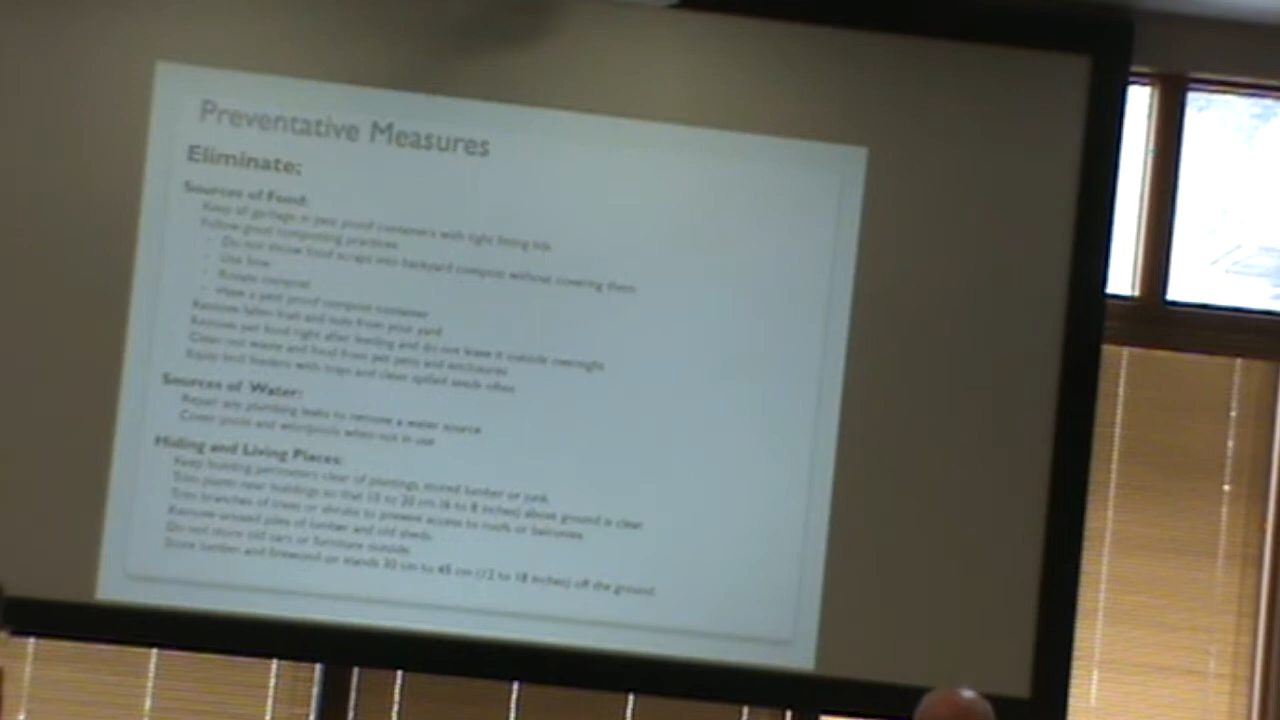 Preventative Measures
Eliminate:
Sources of Food:
Keep all garbage in pest proof containers with tight fitting lids
Follow good composting practices
Do not throw food scraps into backyard compost without covering them
Use lime
Rotate compost
Have a pest proof compost container
Remove fallen fruit and nuts from your yard
Remove pet food right after feeding and do not leave it outside overnight
Clean out waste and food from pet pens and enclosures
Equip bird feeders with trays and clean spilled seeds often
Sources of Water:
Repair any plumbing leaks to remove a water source
Cover pools and whirlpools when not in use
Hiding and Living Places:
Keep building perimeters clear of plantings, stored lumber or junk
Trim plants near buildings so that 15 to 20 cm (6 to 8 inches) above ground is clear
Trim branches of trees or shrubs to prevent access to roofs or balconies
Remove unused piles of lumber and old sheds
Do not store old cars or furniture outside
Store lumber and firewood on stands 30 cm to 45 cm (12 to 18 inches) off the ground